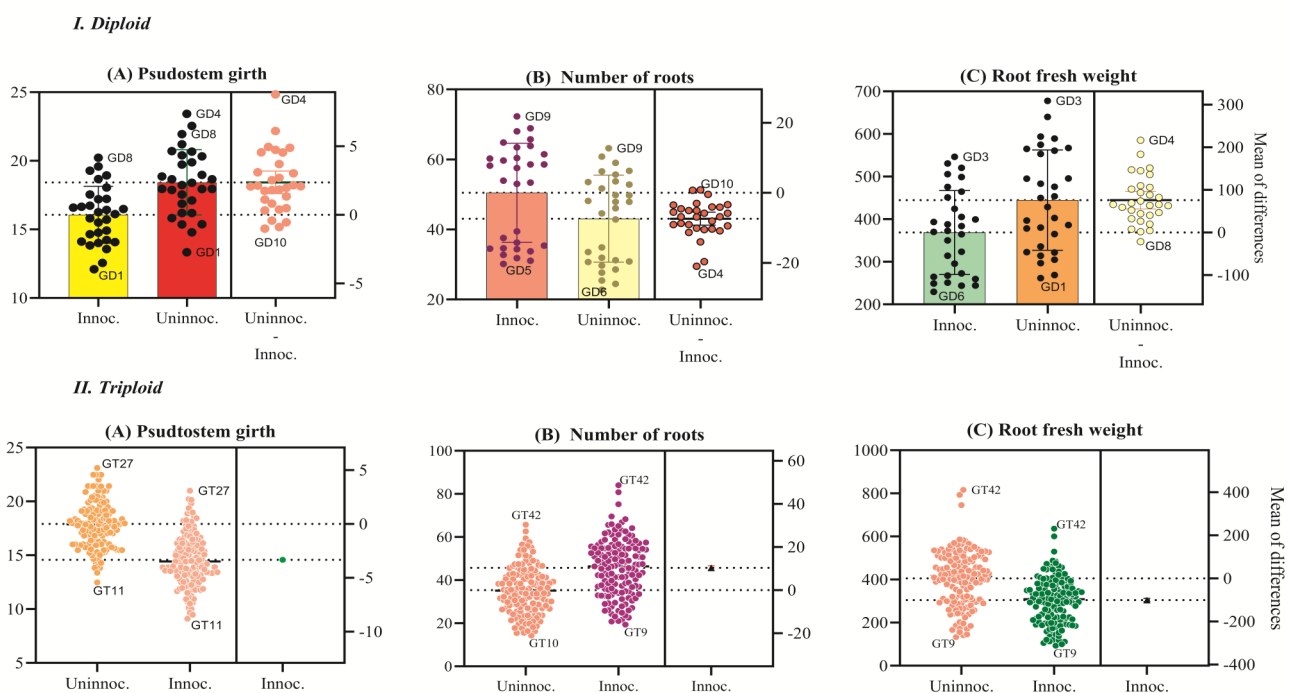 I. Diploid
(A) Psudostem girth
(B) Number of roots
(C) Root fresh weight
25
20
15
10
5
0
-5
GD8
GD1
GD4
GD8
GD1
GD4
GD10
Innoc.
Uninnoc.
Uninnoc.
-
Innoc.
80
60
40
20
20
0
-20
GD9
GD5
GD9
GD6
GD10
GD4
Innoc.
Uninnoc.
Uninnoc.
-
Innoc.
700
600
500
400
300
200
300
200
100
0
-100
Mean of differences
GD3
GD6
GD3
GD1
GD4
GD8
Innoc.
Uninnoc.
Uninnoc.
-
Innoc.
II. Triploid
(A) Psudtostem girth
(B) Number of roots
(C) Root fresh weight
25
20
15
10
5
5
0
-5
-10
GT27
GT11
GT27
GT11
Uninnoc.
Innoc.
Innoc.
100
80
60
40
20
0
60
40
20
0
-20
GT42
GT10
GT42
GT9
Uninnoc.
Innoc.
Innoc.
1000
800
600
400
200
0
400
200
0
-200
-400
Mean of differences
GT42
GT9
GT42
GT9
Uninnoc.
Innoc.
Innoc.